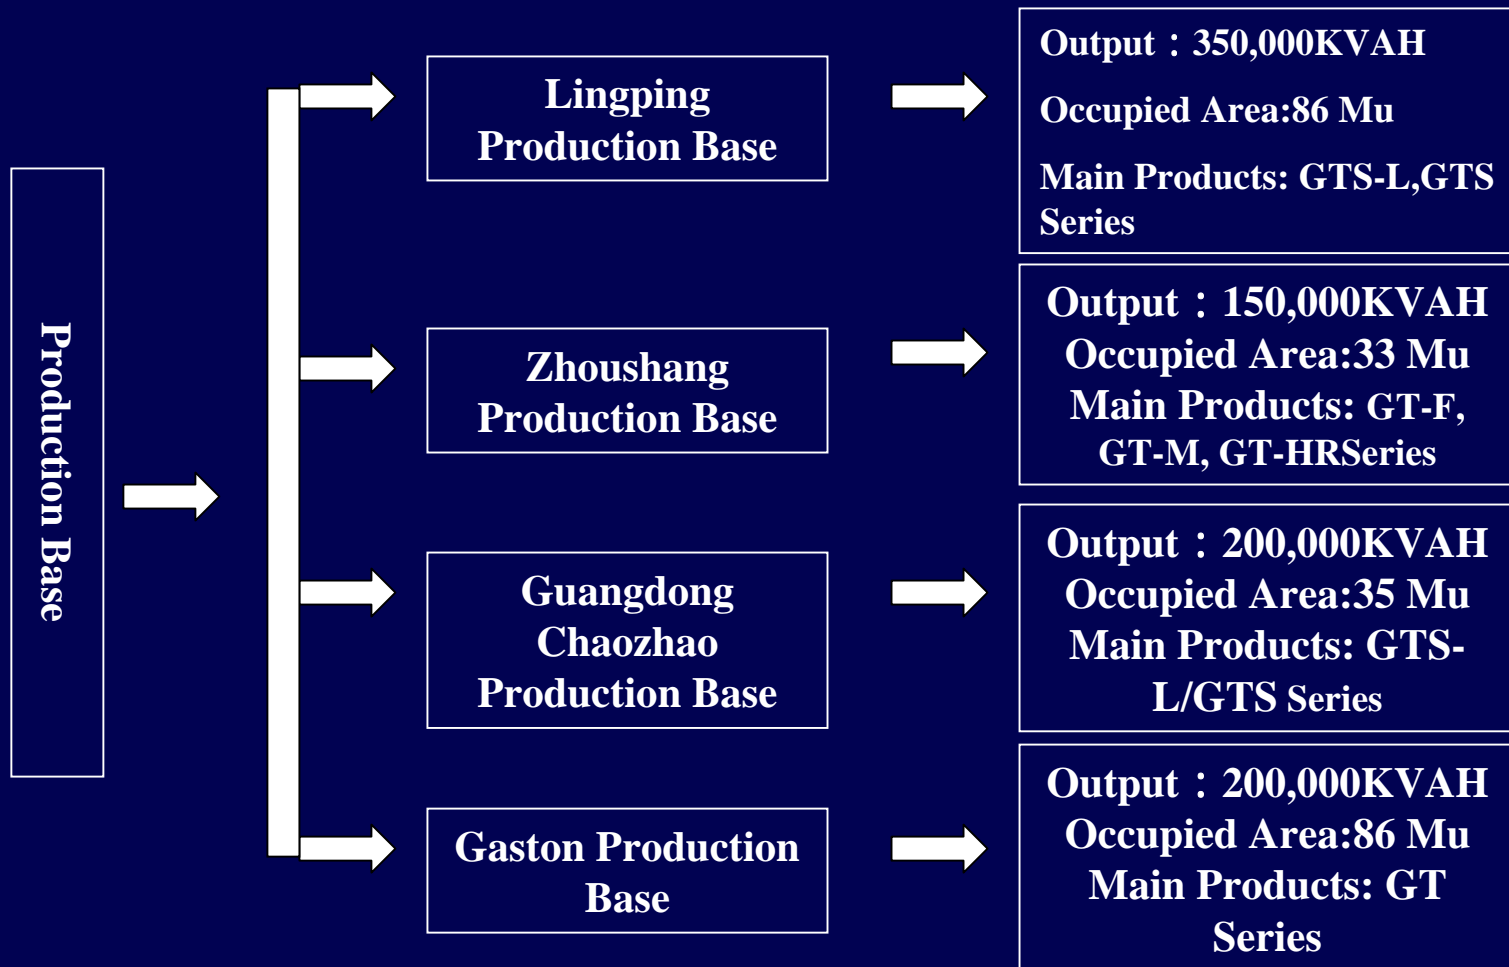 Production Base
Lingping
Production Base
Output：350,000KVAH
Occupied Area:86 Mu
Main Products: GTS-L,GTS
Series
Zhoushang
Production Base
Output：150,000KVAH
Occupied Area:33 Mu
Main Products: GT-F,
GT-M, GT-HRSeries
Guangdong
Chaozhao
Production Base
Output：200,000KVAH
Occupied Area:35 Mu
Main Products: GTS-
L/GTS Series
Gaston Production
Base
Output：200,000KVAH
Occupied Area:86 Mu
Main Products: GT
Series